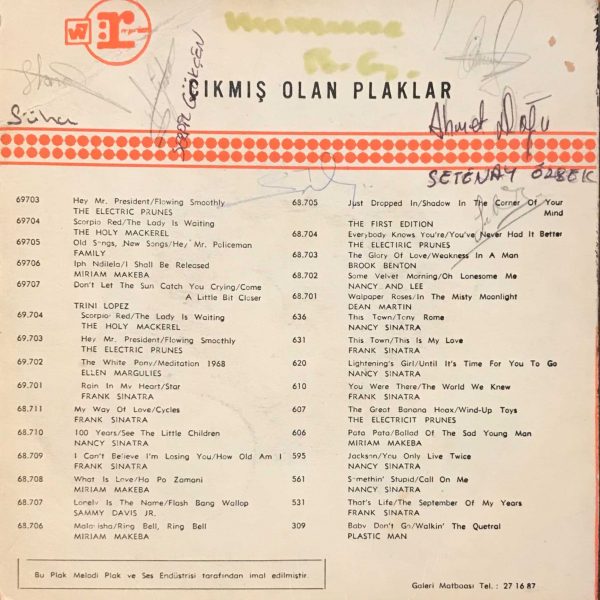 W
r
reprise
ÇIKMIŞ OLAN PLAKLAR
SERPİL GÖKÇEN
Süha
Ahmet Doğu
SETENAY ÖZBEK
69703 Hey Mr. President/Flowing Smoothly
THE ELECTRIC PRUNES
69704 Scorpio Red/The Lady Is Waiting
THE HOLY MACKEREL
69705 Old Songs, New Songs/Hey Mr. Policeman
FAMILY
69706 Iph Ndilela/I Shall Be Released
MIRIAM MAKEBA
69707 Don't Let The Sun Catch You Crying/Come
A Little Bit Closer
TRINI LOPEZ
69.704 Scorpio Red/The Lady Is Waiting
THE HOLY MACKEREL
69.703 Hey Mr. President/Flowing Smoothly
THE ELECTRIC PRUNES
69.702 The White Pony/Meditation 1968
ELLEN MARGULIES
69.701 Rain In My Heart/Star
FRANK SINATRA
68.711 My Way Of Love/Cycles
FRANK SINATRA
68.710 100 Years/See The Little Children
NANCY SINATRA
68.709 I Can't Believe I'm Losing You/How Old Am I
FRANK SINATRA
68.708 What Is Love/Ha Po Zamani
MIRIAM MAKEBA
68.707 Lonely Is The Name/Flash Bang Wallop
SAMMY DAVIS JR.
68.706 Malayisha/Ring Bell, Ring Bell
MIRIAM MAKEBA
68.705 Just Dropped In/Shadow In The Corner Of Your
Mind
THE FIRST EDITION
68.704 Everybody Knows You're/You've Never Had It Better
THE ELECTIRIC PRUNES
68.703 The Glory Of Love/Weakness In A Man
BROOK BENTON
68.702 Some Velvet Morning/Oh Lonesome Me
NANCY AND LEE
68.701 Walpaper Roses/In The Misty Moonlight
DEAN MARTIN
636 This Town/Tony Rome
NANCY SINATRA
631 This Town/This Is My Love
FRANK SINATRA
620 Lightening's Girl/Until It's Time For You To Go
NANCY SINATRA
610 You Were There/The World We Knew
FRANK SINATRA
607 The Great Banana Hoax/Wind-Up Toys
THE ELECTRICIT PRUNES
606 Pata Pata/Ballad Of The Sad Young Man
MIRIAM MAKEBA
595 Jackson/You Only Live Twice
NANCY SINATRA
561 Somethin' Stupid/Call On Me
NANCY SINATRA
531 That's Life/The September Of My Years
FRANK SINATRA
309 Baby Don't Go/Walkin' The Quetral
PLASTIC MAN
Bu Plak Melodi Plak ve Ses Endüstrisi tarafından imal edilmiştir.
Galeri Matbaası Tel. : 27 16 87